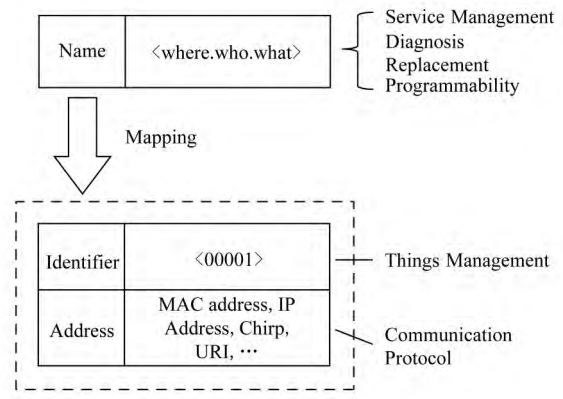 Name
<where.who.what>
Service Management
Diagnosis
Replacement
Programmability
Mapping
Identifier
<00001>
Things Management
Address
MAC address, IP
Address, Chirp,
URI, ⋯
Communication
Protocol